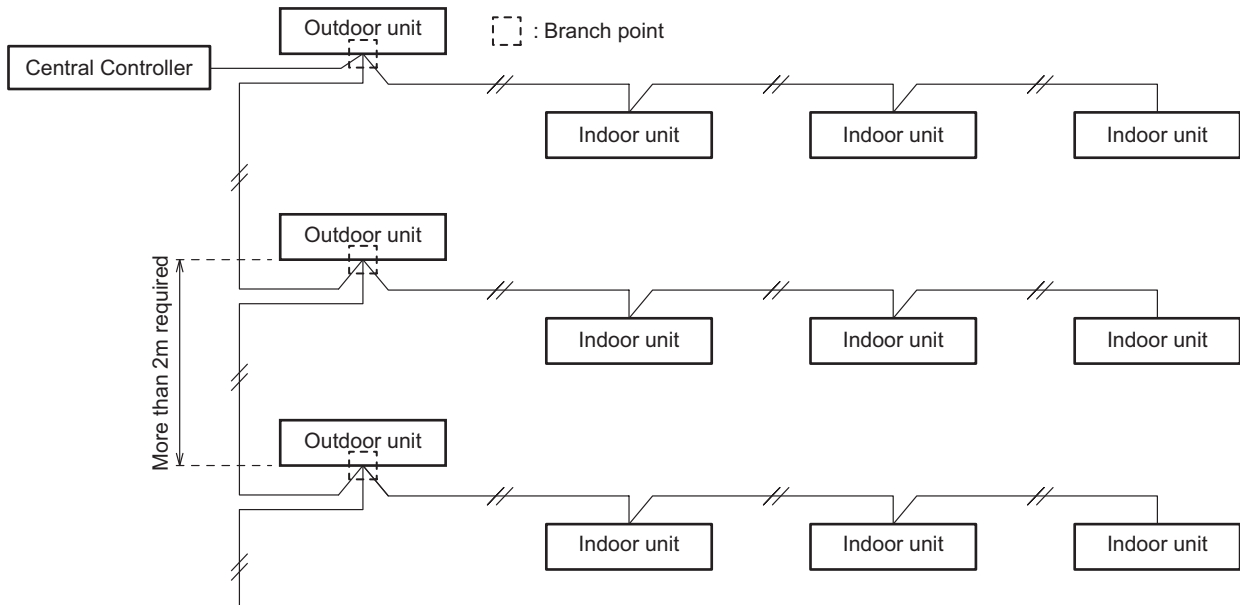 Outdoor unit
: Branch point
Central Controller
Indoor unit
Indoor unit
Indoor unit
Outdoor unit
Indoor unit
Indoor unit
Indoor unit
More than 2m required
Outdoor unit
Indoor unit
Indoor unit
Indoor unit